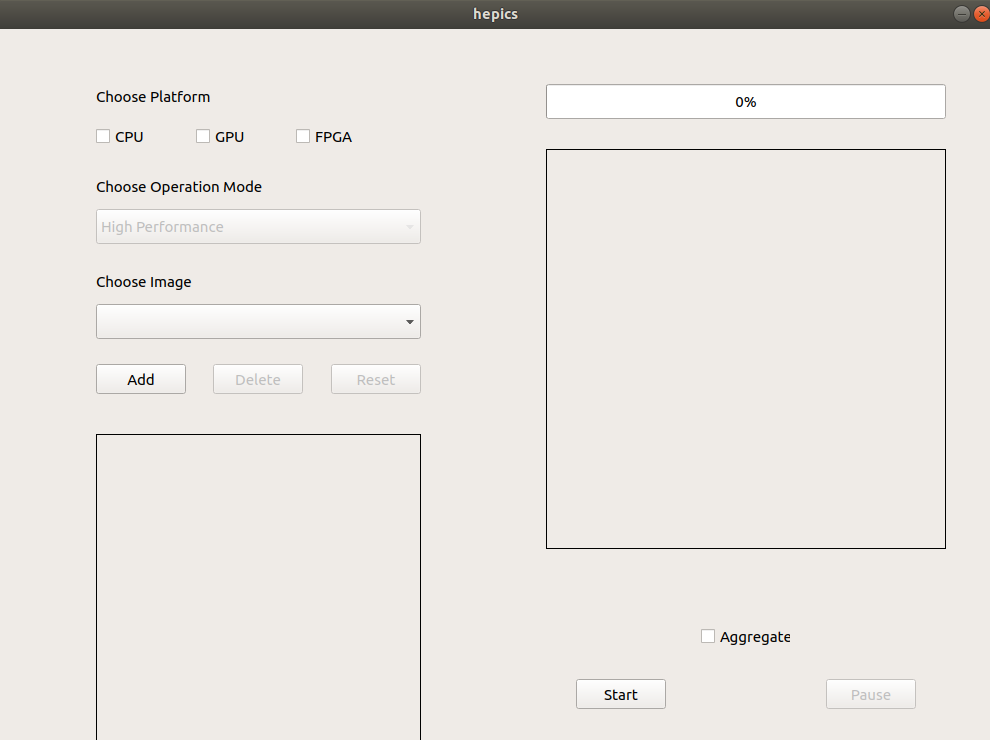 hepics
Choose Platform
CPU GPU FPGA
Choose Operation Mode
High Performance
Choose Image
Add Delete Reset
0%
Aggregate
Start Pause